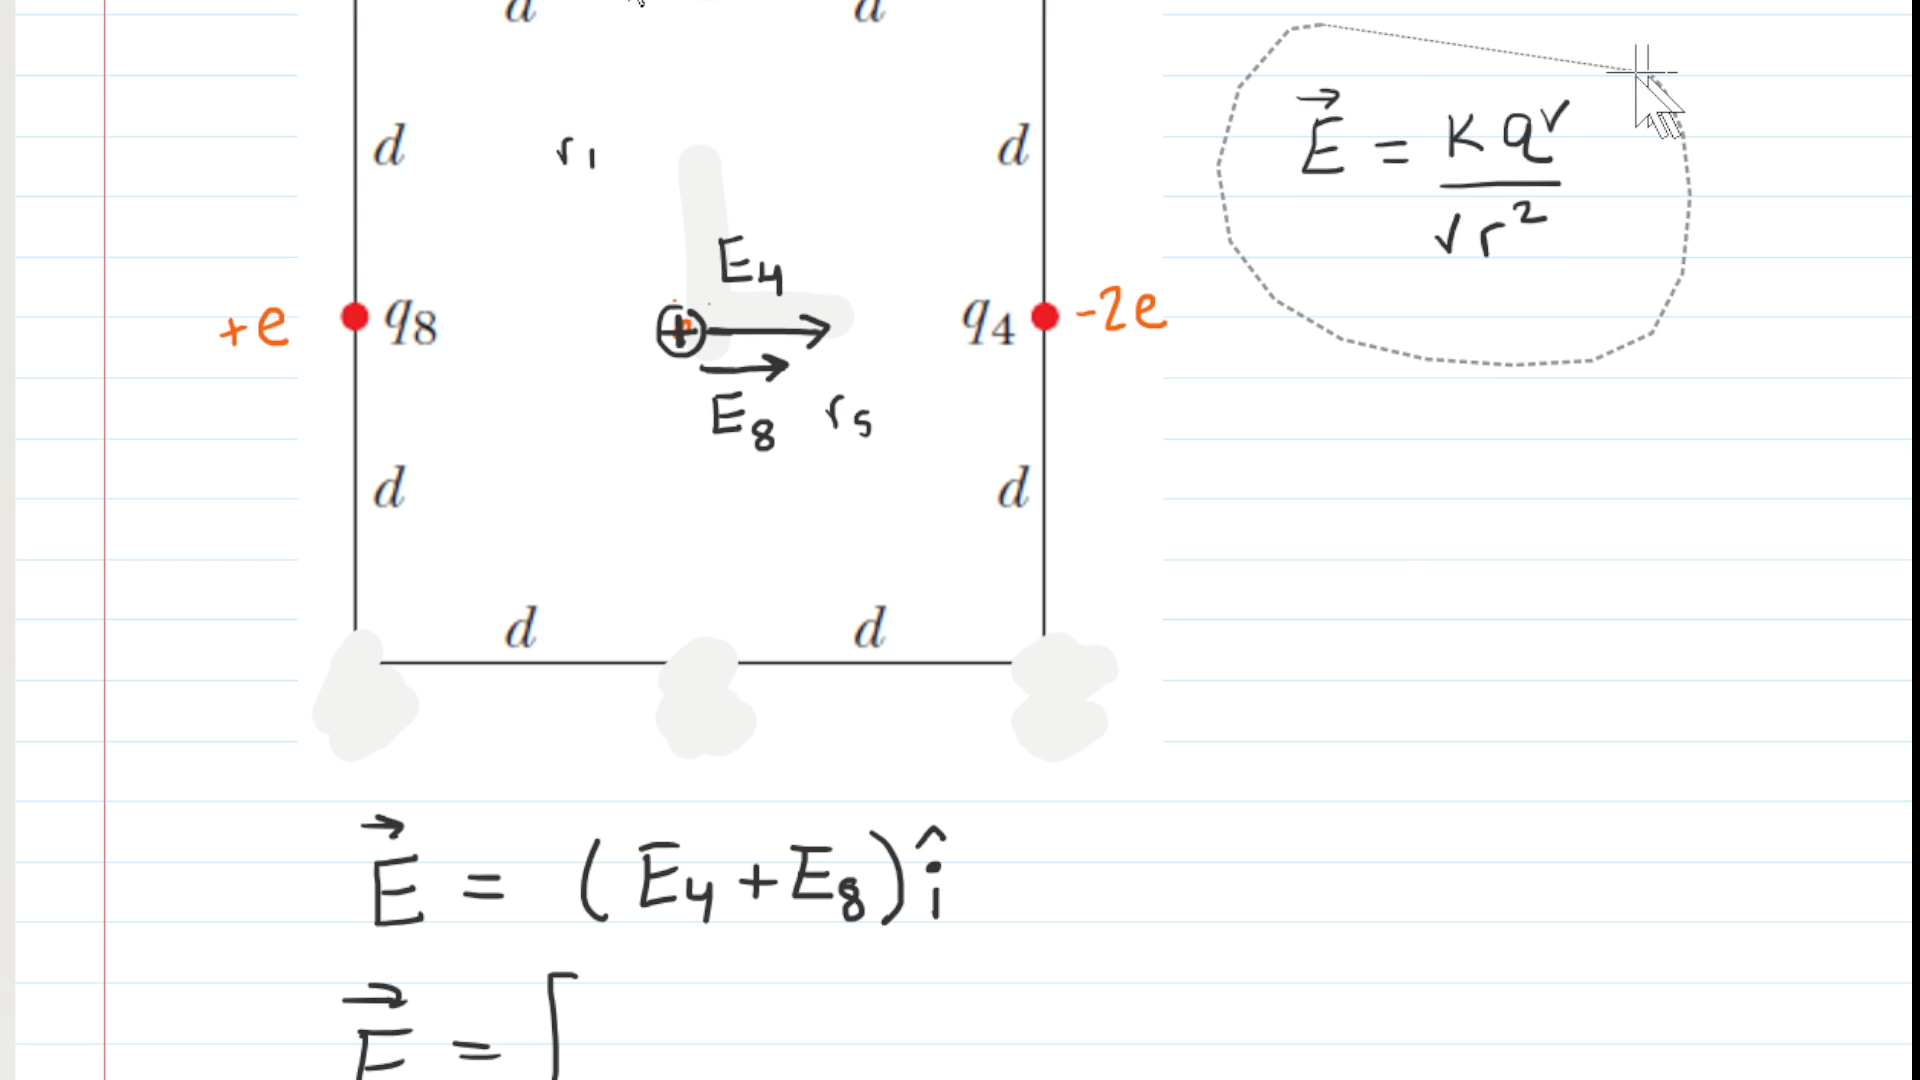 d d
d r1 d
E4
+e q8 + q4 -2e
E8 r5
d d
d d
E = Kq / r²
E = (E4 + E8) î
E = [